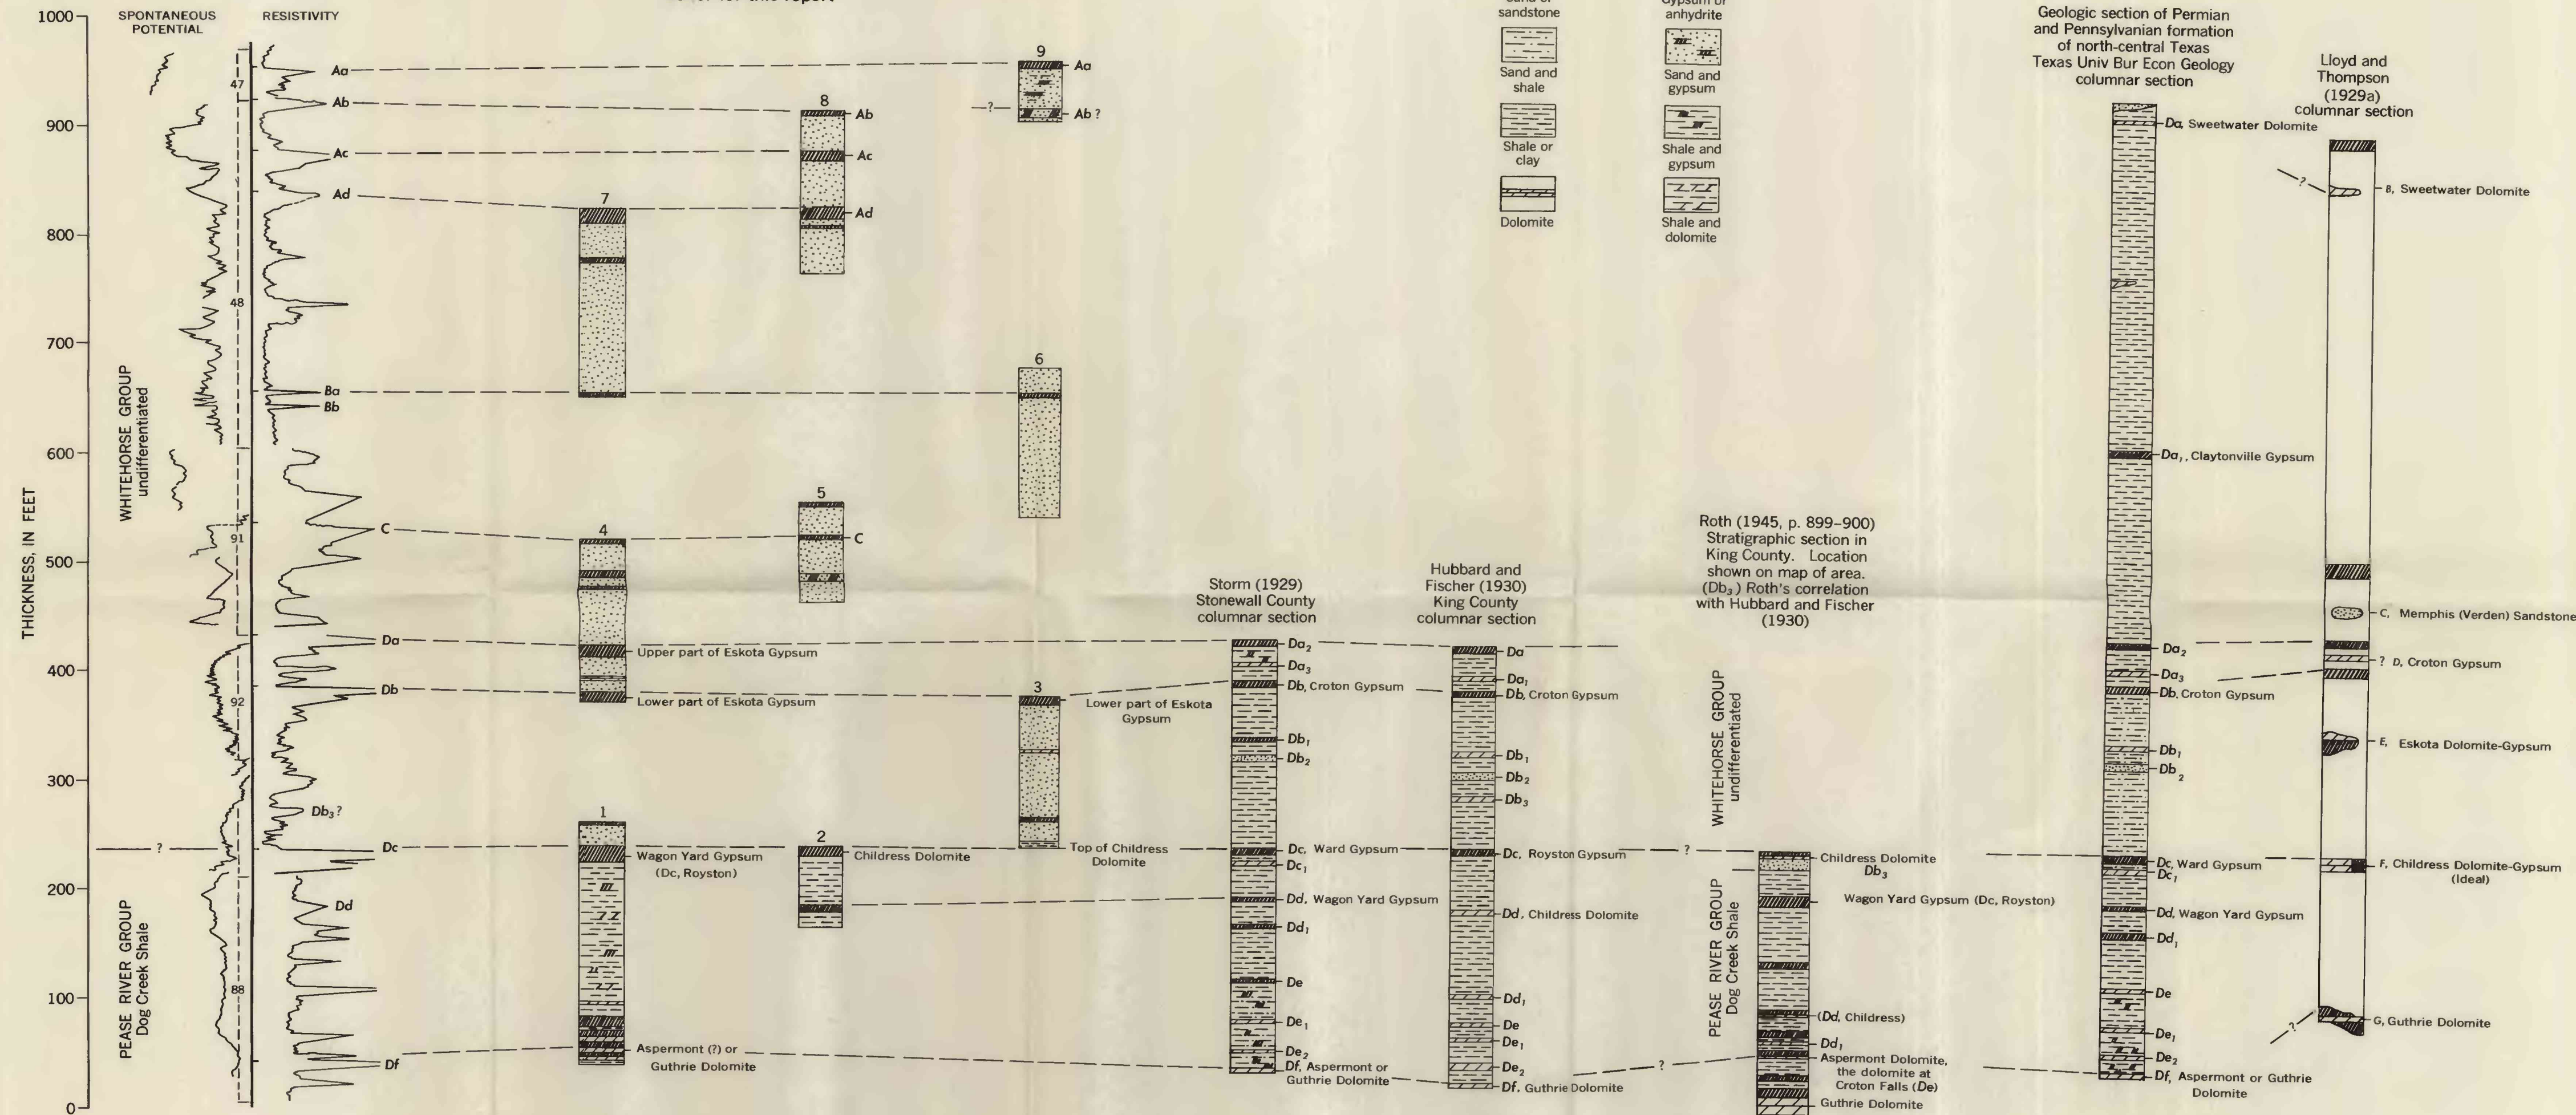 SPONTANEOUS
POTENTIAL
RESISTIVITY
1000
900
800
700
600
500
400
300
200
100
0
THICKNESS, IN FEET
WHITEHORSE GROUP
undifferentiated
PEASE RIVER GROUP
Dog Creek Shale
?
47
48
91
92
88
Aa
Ab
Ac
Ad
Ba
Bb
C
Da
Db
Db₃?
Dc
Dd
Df
7
4
Upper part of Eskota Gypsum
Lower part of Eskota Gypsum
1
Wagon Yard Gypsum
(Dc, Royston)
Aspermont (?) or
Guthrie Dolomite
8
Ab
Ac
Ad
5
C
2
Childress Dolomite
9
Aa
?
Ab?
6
3
Lower part of Eskota
Gypsum
Top of Childress
Dolomite
sandstone
Sand and
shale
Shale or
clay
Dolomite
anhydrite
Sand and
gypsum
Shale and
gypsum
Shale and
dolomite
Storm (1929)
Stonewall County
columnar section
Da₂
Da₃
Db, Croton Gypsum
Db₁
Db₂
Dc, Ward Gypsum
Dc₁
Dd, Wagon Yard Gypsum
Dd₁
De
De₁
De₂
Df, Aspermont or
Guthrie Dolomite
Hubbard and
Fischer (1930)
King County
columnar section
Da
Da₁
Db, Croton Gypsum
Db₁
Db₂
Db₃
Dc, Royston Gypsum
Dd, Childress Dolomite
Dd₁
De
De₁
De₂
Df, Guthrie Dolomite
Roth (1945, p. 899–900)
Stratigraphic section in
King County. Location
shown on map of area.
(Db₃) Roth's correlation
with Hubbard and Fischer
(1930)
WHITEHORSE GROUP
undifferentiated
?
PEASE RIVER GROUP
Dog Creek Shale
?
Childress Dolomite
Db₃
Wagon Yard Gypsum (Dc, Royston)
(Dd, Childress)
Dd₁
Aspermont Dolomite,
the dolomite at
Croton Falls (De)
Guthrie Dolomite
Geologic section of Permian
and Pennsylvanian formation
of north-central Texas
Texas Univ Bur Econ Geology
columnar section
Da, Sweetwater Dolomite
Da₁, Claytonville Gypsum
Da₂
Da₃
Db, Croton Gypsum
Db₁
Db₂
Dc, Ward Gypsum
Dc₁
Dd, Wagon Yard Gypsum
Dd₁
De
De₁
De₂
Df, Aspermont or Guthrie
Dolomite
Lloyd and
Thompson
(1929a)
columnar section
?
B, Sweetwater Dolomite
C, Memphis (Verden) Sandstone
? D, Croton Gypsum
E, Eskota Dolomite-Gypsum
F, Childress Dolomite-Gypsum
(Ideal)
?
G, Guthrie Dolomite